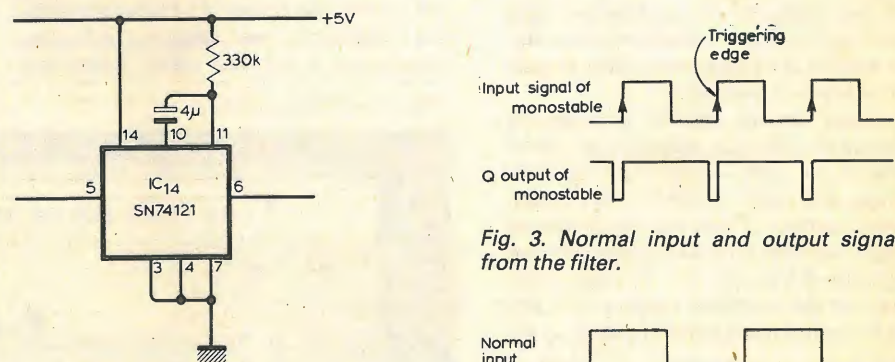 +5V
330k
4μ
14
10
11
5
IC14
SN74121
6
3
4
7
Triggering
edge
Input signal of
monostable
Q output of
monostable
Fig. 3. Normal input and output signa
from the filter.
Normal
input